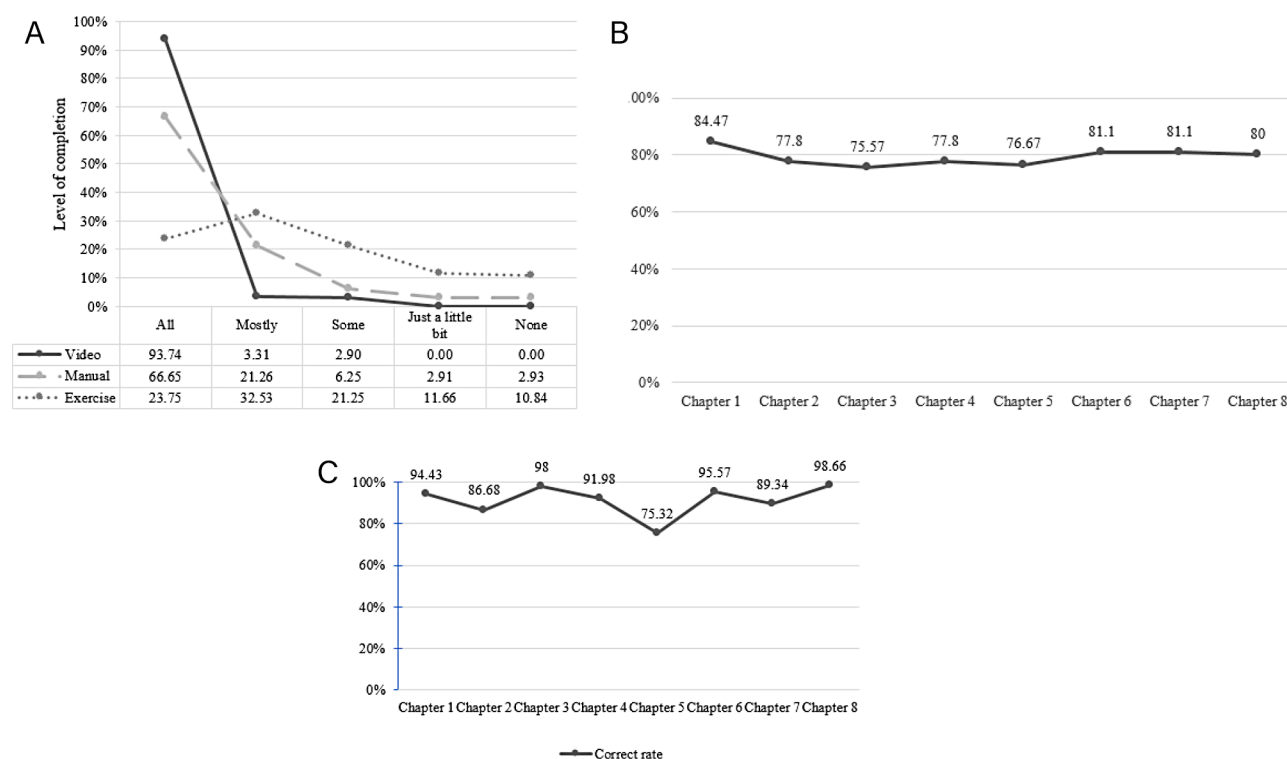 A
100%
90%
80%
70%
60%
50%
40%
30%
20%
10%
0%
Level of completion
All Mostly Some Just a little bit None
Video 93.74 3.31 2.90 0.00 0.00
Manual 66.65 21.26 6.25 2.91 2.93
Exercise 23.75 32.53 21.25 11.66 10.84
B
00%
80%
60%
40%
20%
0%
84.47 77.8 75.57 77.8 76.67 81.1 81.1 80
Chapter 1 Chapter 2 Chapter 3 Chapter 4 Chapter 5 Chapter 6 Chapter 7 Chapter 8
C
100%
80%
60%
40%
20%
0%
94.43 86.68 98 91.98 75.32 95.57 89.34 98.66
Chapter 1 Chapter 2 Chapter 3 Chapter 4 Chapter 5 Chapter 6 Chapter 7 Chapter 8
Correct rate